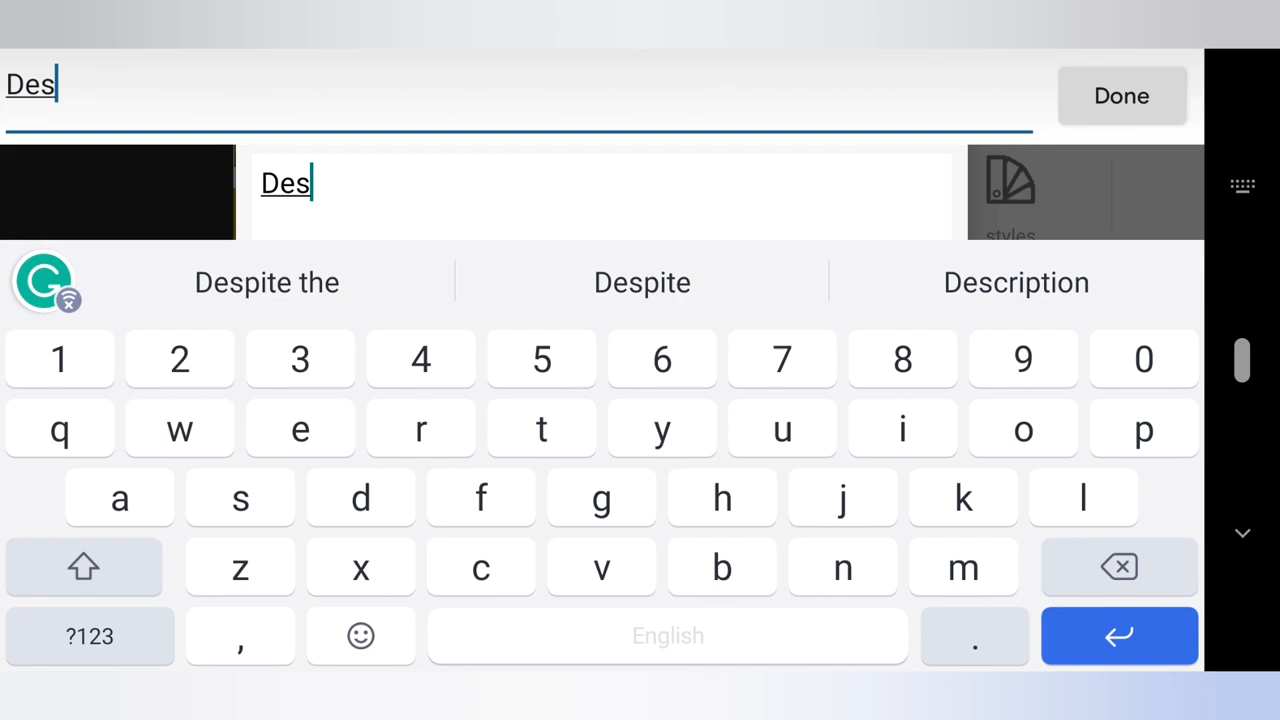 Des
Done
Des
styles
Despite the
Despite
Description
1 2 3 4 5 6 7 8 9 0
q w e r t y u i o p
a s d f g h j k l
z x c v b n m
?123 , English .